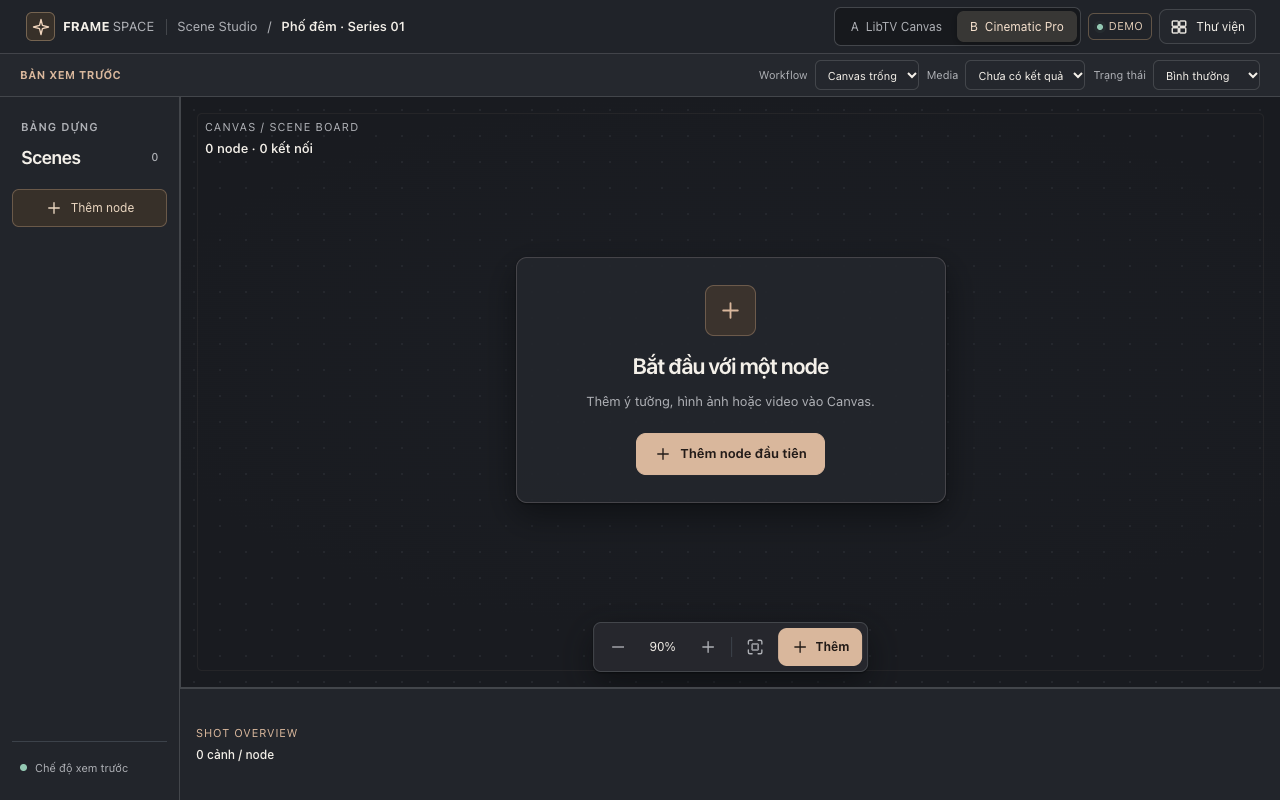 FRAME SPACE Scene Studio / Phố đêm · Series 01 A LibTV Canvas B Cinematic Pro DEMO Thư viện
BẢN XEM TRƯỚC Workflow Canvas trống Media Chưa có kết quả Trạng thái Bình thường
BẢNG DỰNG
Scenes 0
Thêm node
CANVAS / SCENE BOARD
0 node · 0 kết nối
Bắt đầu với một node
Thêm ý tưởng, hình ảnh hoặc video vào Canvas.
Thêm node đầu tiên
90% Thêm
SHOT OVERVIEW
0 cảnh / node
Chế độ xem trước